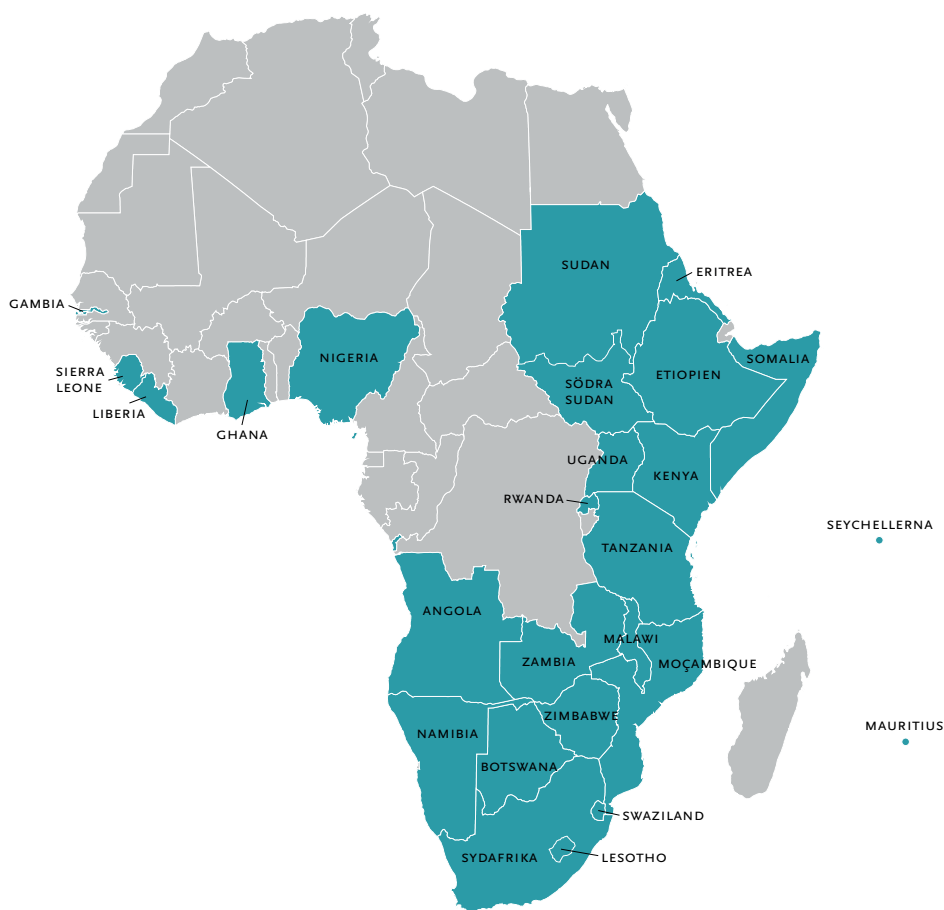 SUDAN
ERITREA
GAMBIA
NIGERIA
SOMALIA
ETIOPIEN
SIERRA
LEONE
SÖDRA
SUDAN
LIBERIA
GHANA
UGANDA
KENYA
RWANDA
SEYCHELLERNA
TANZANIA
ANGOLA
MALAWI
ZAMBIA
MOÇAMBIQUE
ZIMBABWE
MAURITIUS
NAMIBIA
BOTSWANA
SWAZILAND
SYDAFRIKA
LESOTHO